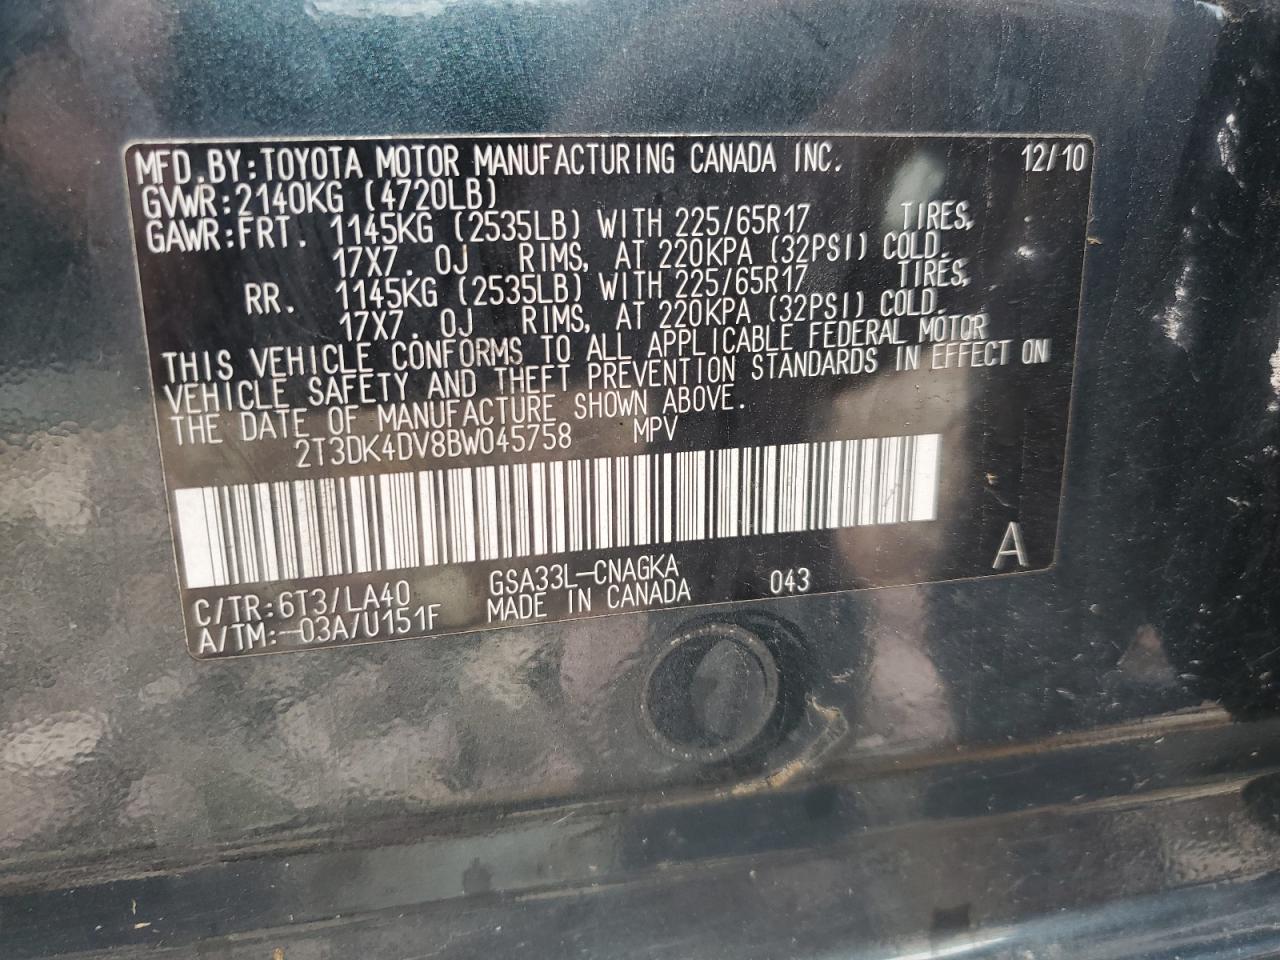 MFD.BY:TOYOTA MOTOR MANUFACTURING CANADA INC. 12/10
GVWR:2140KG (4720LB)
GAWR:FRT. 1145KG (2535LB) WITH 225/65R17 TIRES,
17X7. 0J RIMS, AT 220KPA (32PSI) COLD.
RR. 1145KG (2535LB) WITH 225/65R17 TIRES,
17X7. 0J RIMS, AT 220KPA (32PSI) COLD.
THIS VEHICLE CONFORMS TO ALL APPLICABLE FEDERAL MOTOR
VEHICLE SAFETY AND THEFT PREVENTION STANDARDS IN EFFECT ON
THE DATE OF MANUFACTURE SHOWN ABOVE.
2T3DK4DV8BW045758 MPV
A
C/TR:6T3/LA40 GSA33L-CNAGKA
A/TM:-03A/U151F MADE IN CANADA 043